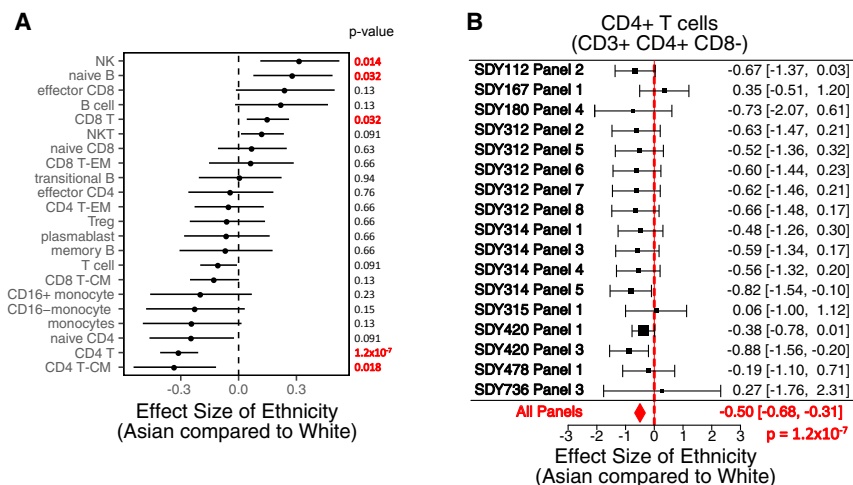 A
p-value
NK 0.014
naive B 0.032
effector CD8 0.13
B cell 0.13
CD8 T 0.032
NKT 0.091
naive CD8 0.63
CD8 T-EM 0.66
transitional B 0.94
effector CD4 0.76
CD4 T-EM 0.66
Treg 0.66
plasmablast 0.66
memory B 0.66
T cell 0.091
CD8 T-CM 0.13
CD16+ monocyte 0.23
CD16−monocyte 0.15
monocytes 0.13
naive CD4 0.091
CD4 T 1.2x10⁻⁷
CD4 T-CM 0.018
-0.3 0.0 0.3
Effect Size of Ethnicity
(Asian compared to White)
B
CD4+ T cells
(CD3+ CD4+ CD8-)
SDY112 Panel 2 -0.67 [-1.37, 0.03]
SDY167 Panel 1 0.35 [-0.51, 1.20]
SDY180 Panel 4 -0.73 [-2.07, 0.61]
SDY312 Panel 2 -0.63 [-1.47, 0.21]
SDY312 Panel 5 -0.52 [-1.36, 0.32]
SDY312 Panel 6 -0.60 [-1.44, 0.23]
SDY312 Panel 7 -0.62 [-1.46, 0.21]
SDY312 Panel 8 -0.66 [-1.48, 0.17]
SDY314 Panel 1 -0.48 [-1.26, 0.30]
SDY314 Panel 3 -0.59 [-1.34, 0.17]
SDY314 Panel 4 -0.56 [-1.32, 0.20]
SDY314 Panel 5 -0.82 [-1.54, -0.10]
SDY315 Panel 1 0.06 [-1.00, 1.12]
SDY420 Panel 1 -0.38 [-0.78, 0.01]
SDY420 Panel 3 -0.88 [-1.56, -0.20]
SDY478 Panel 1 -0.19 [-1.10, 0.71]
SDY736 Panel 3 0.27 [-1.76, 2.31]
All Panels -0.50 [-0.68, -0.31]
p = 1.2x10⁻⁷
-3 -2 -1 0 1 2 3
Effect Size of Ethnicity
(Asian compared to White)